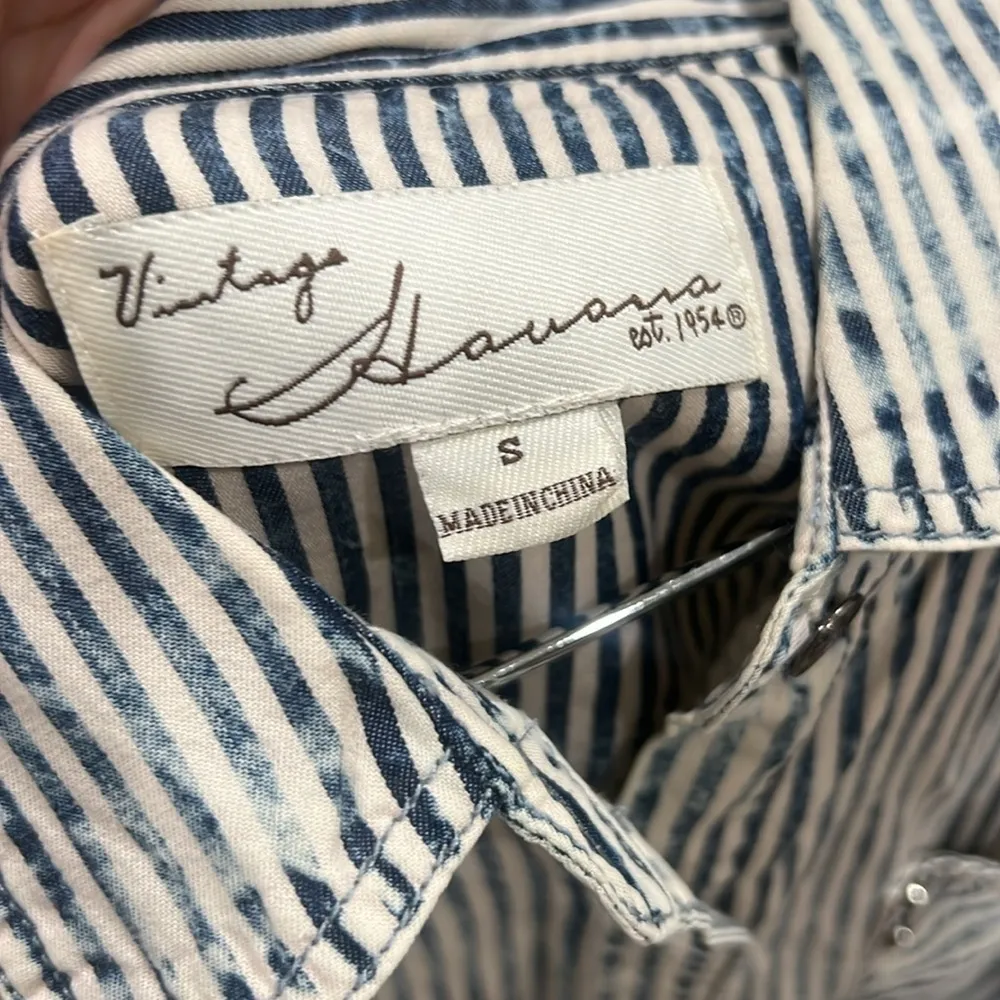 Vintage
Havana
est. 1954®
S
MADE IN CHINA